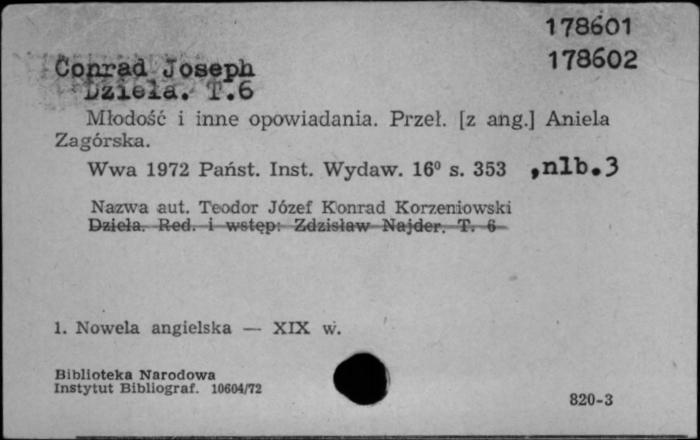 178601
178602
Conrad Joseph
Dzieła. T.6
Młodość i inne opowiadania. Przeł. [z ang.] Aniela
Zagórska.
Wwa 1972 Państ. Inst. Wydaw. 16⁰ s. 353 ,nlb.3
Nazwa aut. Teodor Józef Konrad Korzeniowski
Dzieła. Red. i wstęp: Zdzisław Najder. T. 6
1. Nowela angielska — XIX w.
Biblioteka Narodowa
Instytut Bibliograf. 10604/72
820-3